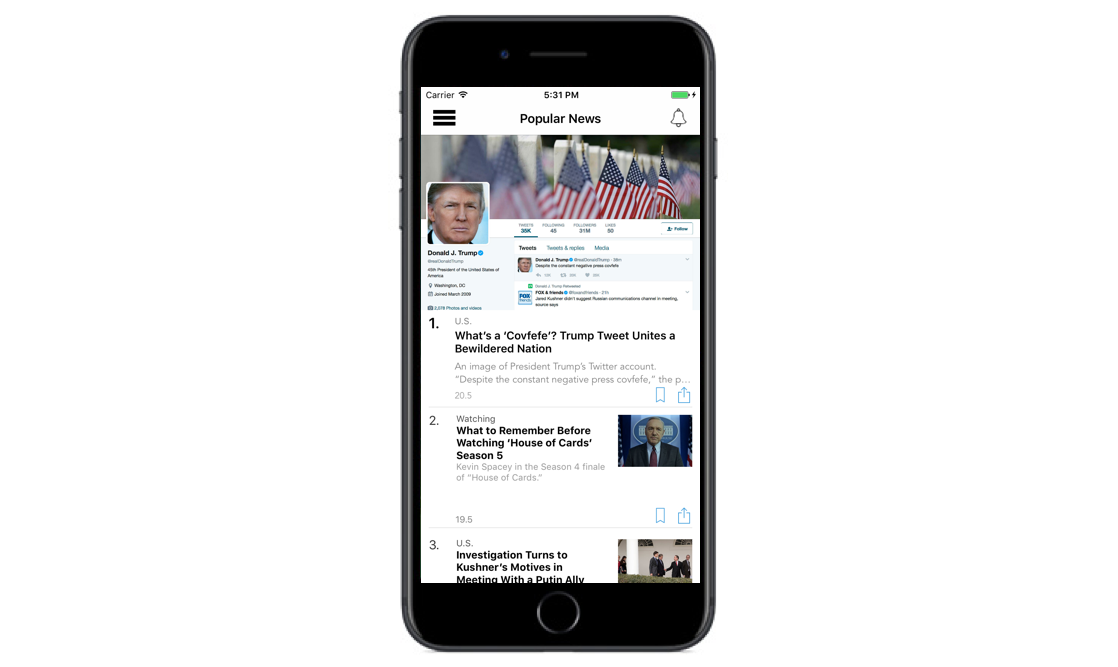 Carrier
5:31 PM
Popular News
TWEETS FOLLOWING FOLLOWERS LIKES
35K 45 31M
Follow
Donald J. Trump
@realDonaldTrump
45th President of the United States of
America
Washington, DC
Joined March 2009
2,078 Photos and videos
Tweets Tweets & replies Media
Donald J. Trump @realDonaldTrump
Despite the constant negative press covfefe
Donald J. Trump Retweeted
FOX & friends @foxandfriends · 21h
Jared Kushner didn't suggest Russian communications channel in meeting,
source says
FOX
friends
1. U.S.
What's a 'Covfefe'? Trump Tweet Unites a
Bewildered Nation
An image of President Trump's Twitter account.
"Despite the constant negative press covfefe," the p...
20.5
2. Watching
What to Remember Before
Watching 'House of Cards'
Season 5
Kevin Spacey in the Season 4 finale
of "House of Cards."
19.5
3. U.S.
Investigation Turns to
Kushner's Motives in
Meeting With a Putin Ally